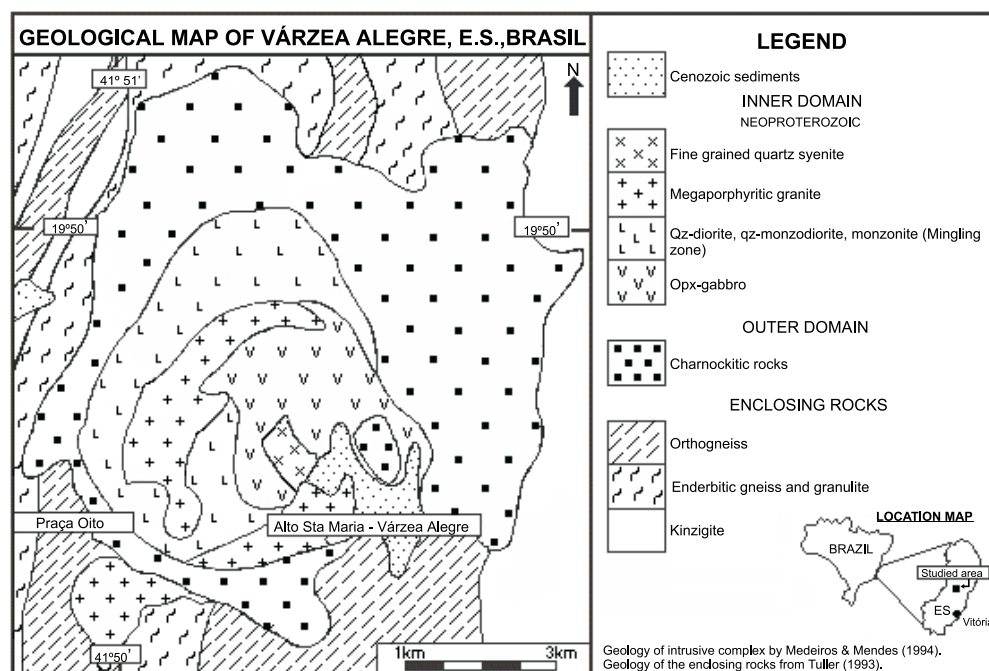 GEOLOGICAL MAP OF VÁRZEA ALEGRE, E.S.,BRASIL
41º 51'
N
19º50'
19º50'
Praça Oito
Alto Sta Maria - Várzea Alegre
41º50'
1km
3km
LEGEND
Cenozoic sediments
INNER DOMAIN
NEOPROTEROZOIC
Fine grained quartz syenite
Megaporphyritic granite
Qz-diorite, qz-monzodiorite, monzonite (Mingling
zone)
Opx-gabbro
OUTER DOMAIN
Charnockitic rocks
ENCLOSING ROCKS
Orthogneiss
Enderbitic gneiss and granulite
Kinzigite
LOCATION MAP
BRAZIL
Studied area
ES
Vitória
Geology of intrusive complex by Medeiros & Mendes (1994).
Geology of the enclosing rocks from Tuller (1993).